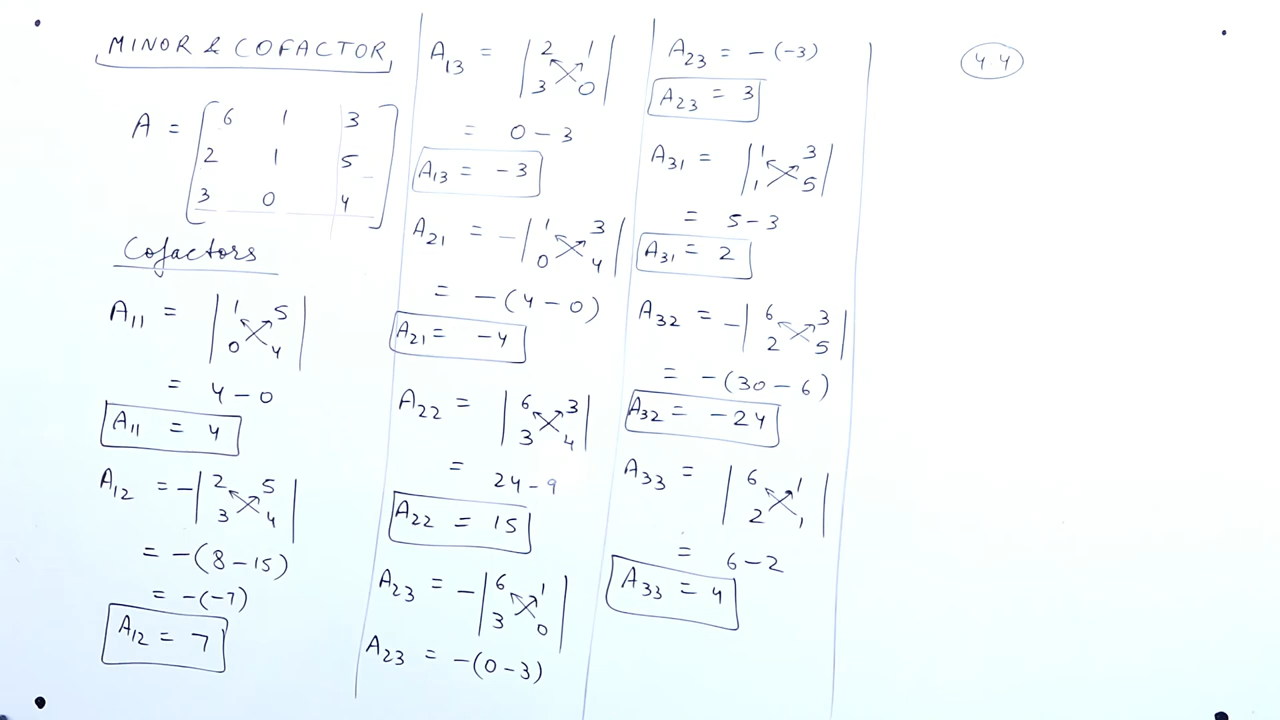 MINOR & COFACTOR
A = [6 1 3
2 1 5
3 0 4]
Cofactors
A11 = |1 5
0 4|
= 4 - 0
A11 = 4
A12 = -|2 5
3 4|
= -(8 - 15)
= -(-7)
A12 = 7
A13 = |2 1
3 0|
= 0 - 3
A13 = -3
A21 = -|1 3
0 4|
= -(4 - 0)
A21 = -4
A22 = |6 3
3 4|
= 24 - 9
A22 = 15
A23 = -|6 1
3 0|
A23 = -(0 - 3)
A23 = -(-3)
A23 = 3
A31 = |1 3
1 5|
= 5 - 3
A31 = 2
A32 = -|6 3
2 5|
= -(30 - 6)
A32 = -24
A33 = |6 1
2 1|
= 6 - 2
A33 = 4
44